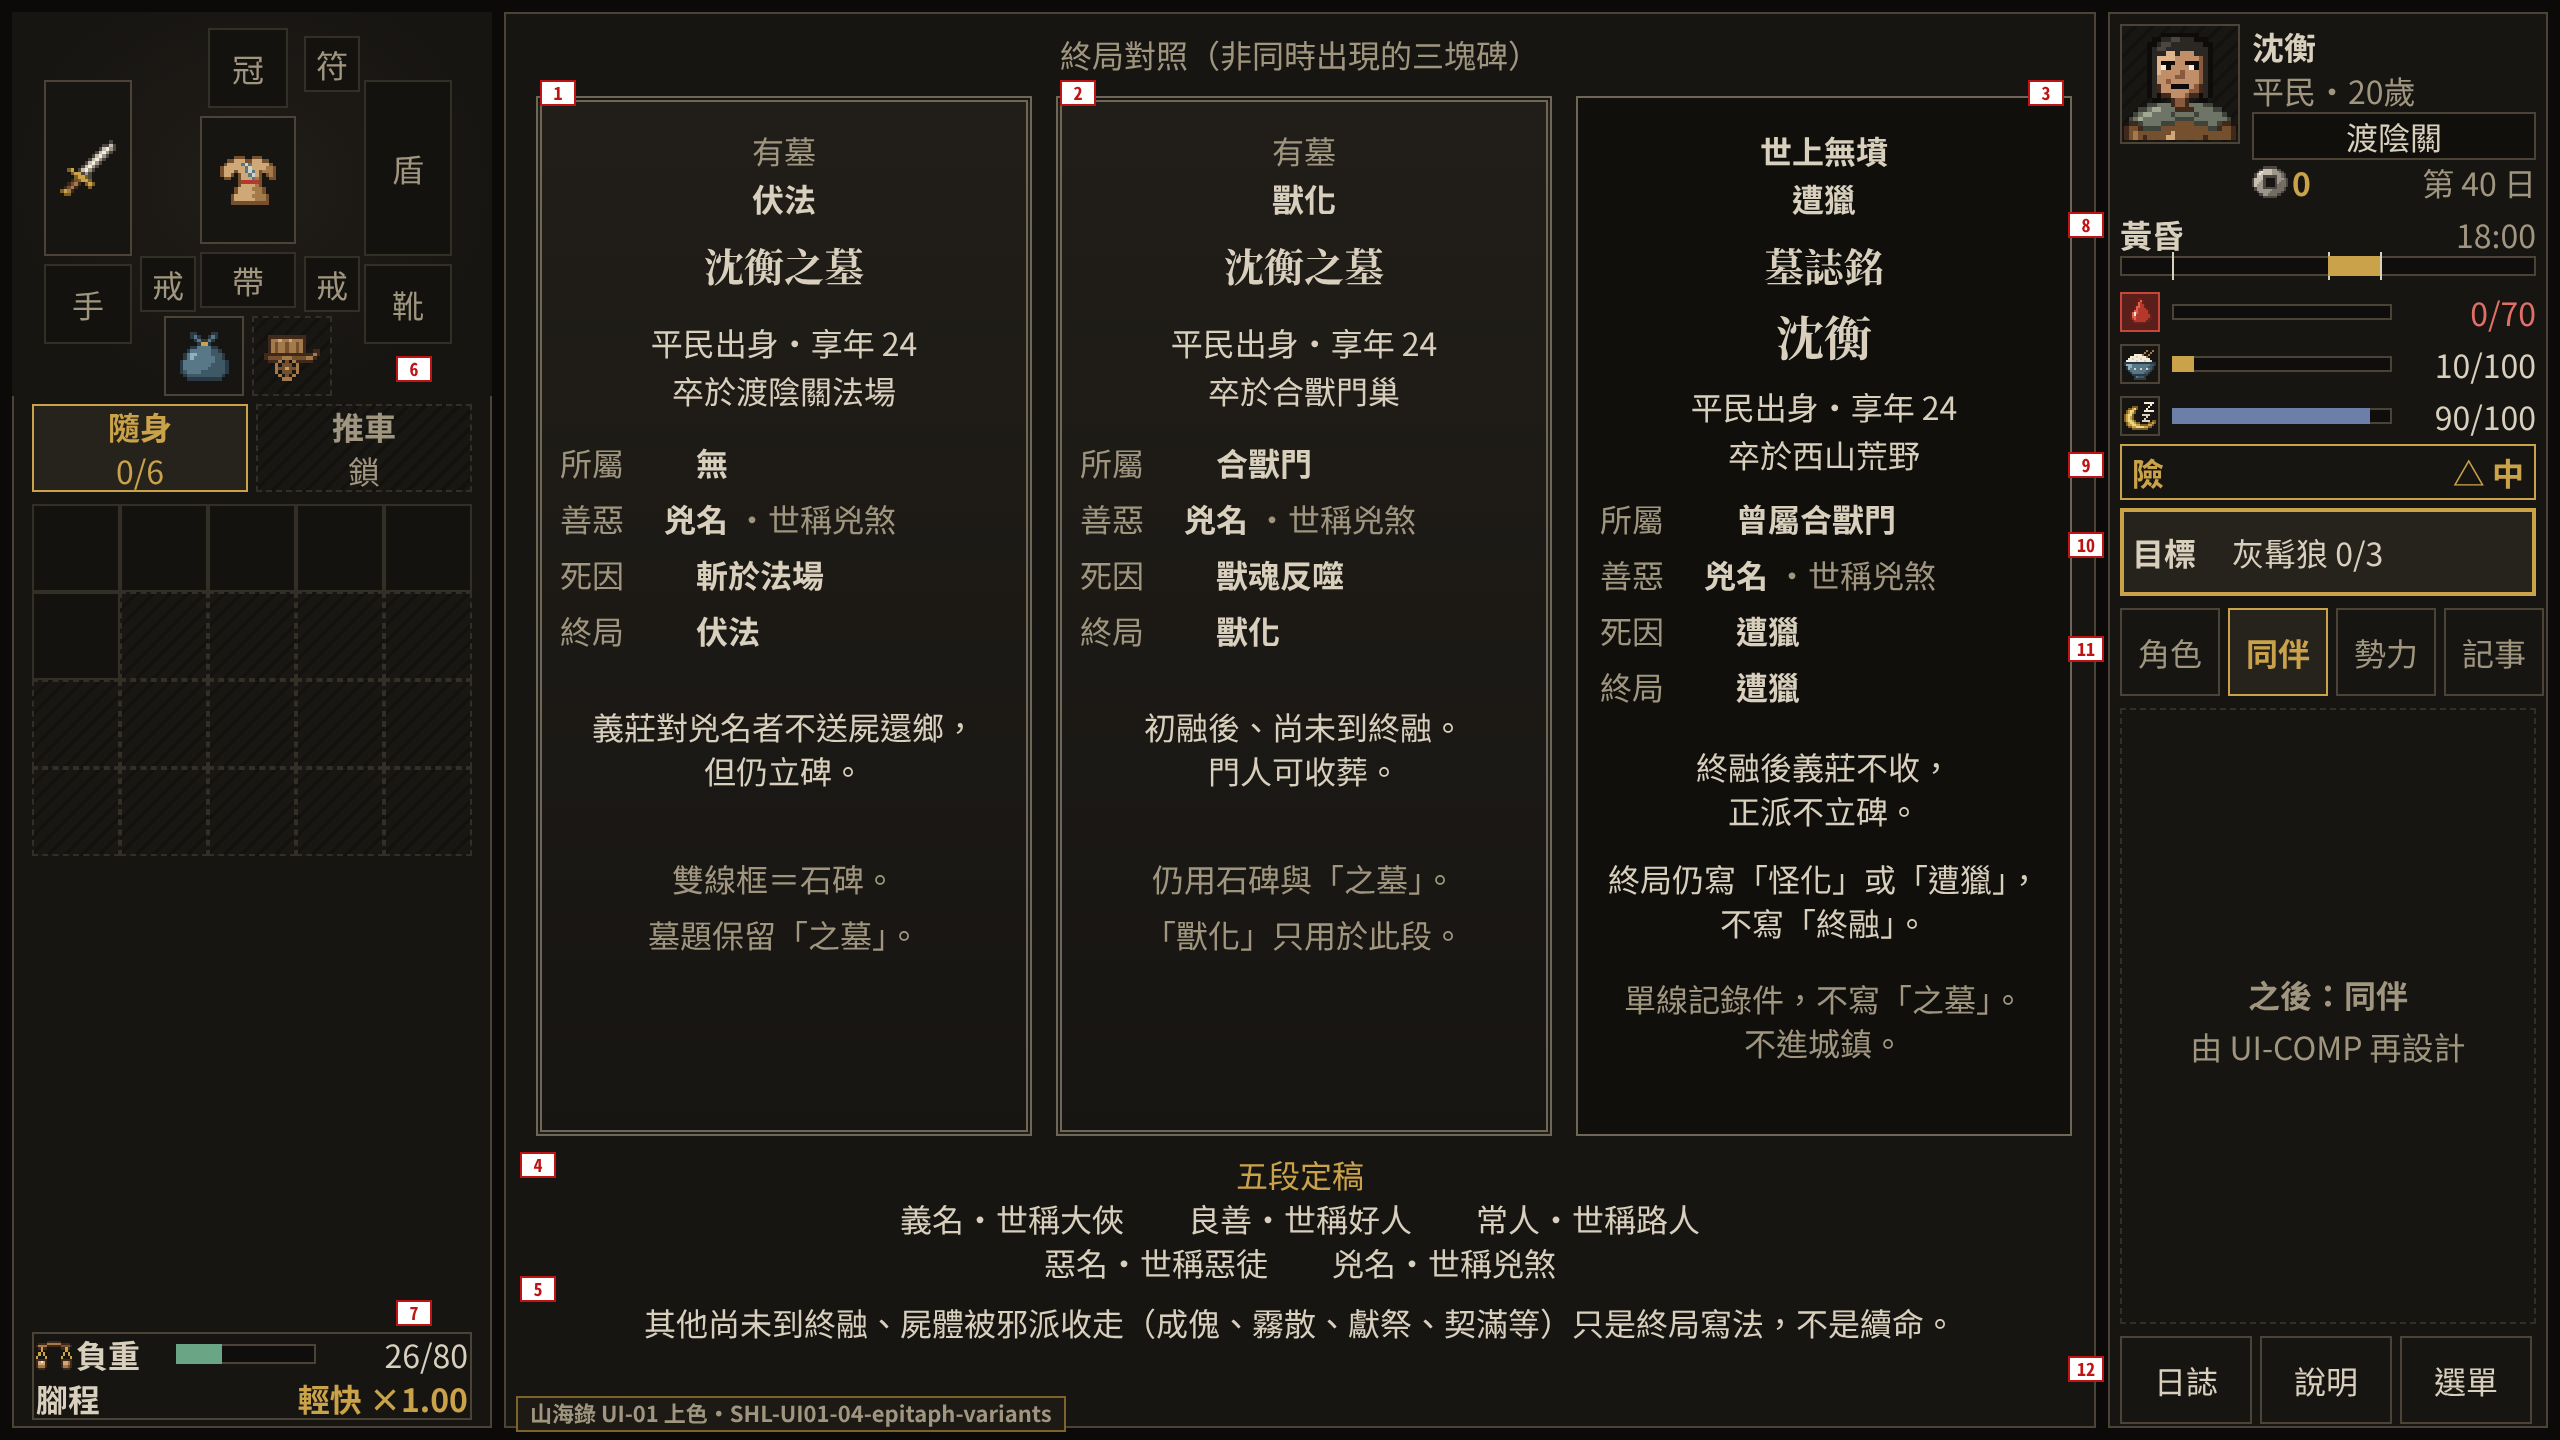 冠
符
盾
手
戒
帶
戒
靴
6
隨身
0/6
推車
鎖
7
負重
26/80
腳程
輕快 ×1.00
終局對照（非同時出現的三塊碑）
1
有墓
伏法
沈衡之墓
平民出身・享年 24
卒於渡陰關法場
所屬 無
善惡 兇名・世稱兇煞
死因 斬於法場
終局 伏法
義莊對兇名者不送屍還鄉，
但仍立碑。
雙線框＝石碑。
墓題保留「之墓」。
2
有墓
獸化
沈衡之墓
平民出身・享年 24
卒於合獸門巢
所屬 合獸門
善惡 兇名・世稱兇煞
死因 獸魂反噬
終局 獸化
初融後、尚未到終融。
門人可收葬。
仍用石碑與「之墓」。
「獸化」只用於此段。
3
世上無墳
遭獵
墓誌銘
沈衡
平民出身・享年 24
卒於西山荒野
所屬 曾屬合獸門
善惡 兇名・世稱兇煞
死因 遭獵
終局 遭獵
終融後義莊不收，
正派不立碑。
終局仍寫「怪化」或「遭獵」，
不寫「終融」。
單線記錄件，不寫「之墓」。
不進城鎮。
4
五段定稿
義名・世稱大俠 良善・世稱好人 常人・世稱路人
惡名・世稱惡徒 兇名・世稱兇煞
5
其他尚未到終融、屍體被邪派收走（成傀、霧散、獻祭、契滿等）只是終局寫法，不是續命。
山海錄 UI-01 上色・SHL-UI01-04-epitaph-variants
沈衡
平民・20歲
渡陰關
0
第 40 日
8
黃昏
18:00
0/70
10/100
90/100
9
險
△ 中
10
目標 灰髯狼 0/3
11
角色
同伴
勢力
記事
之後：同伴
由 UI-COMP 再設計
12
日誌
說明
選單